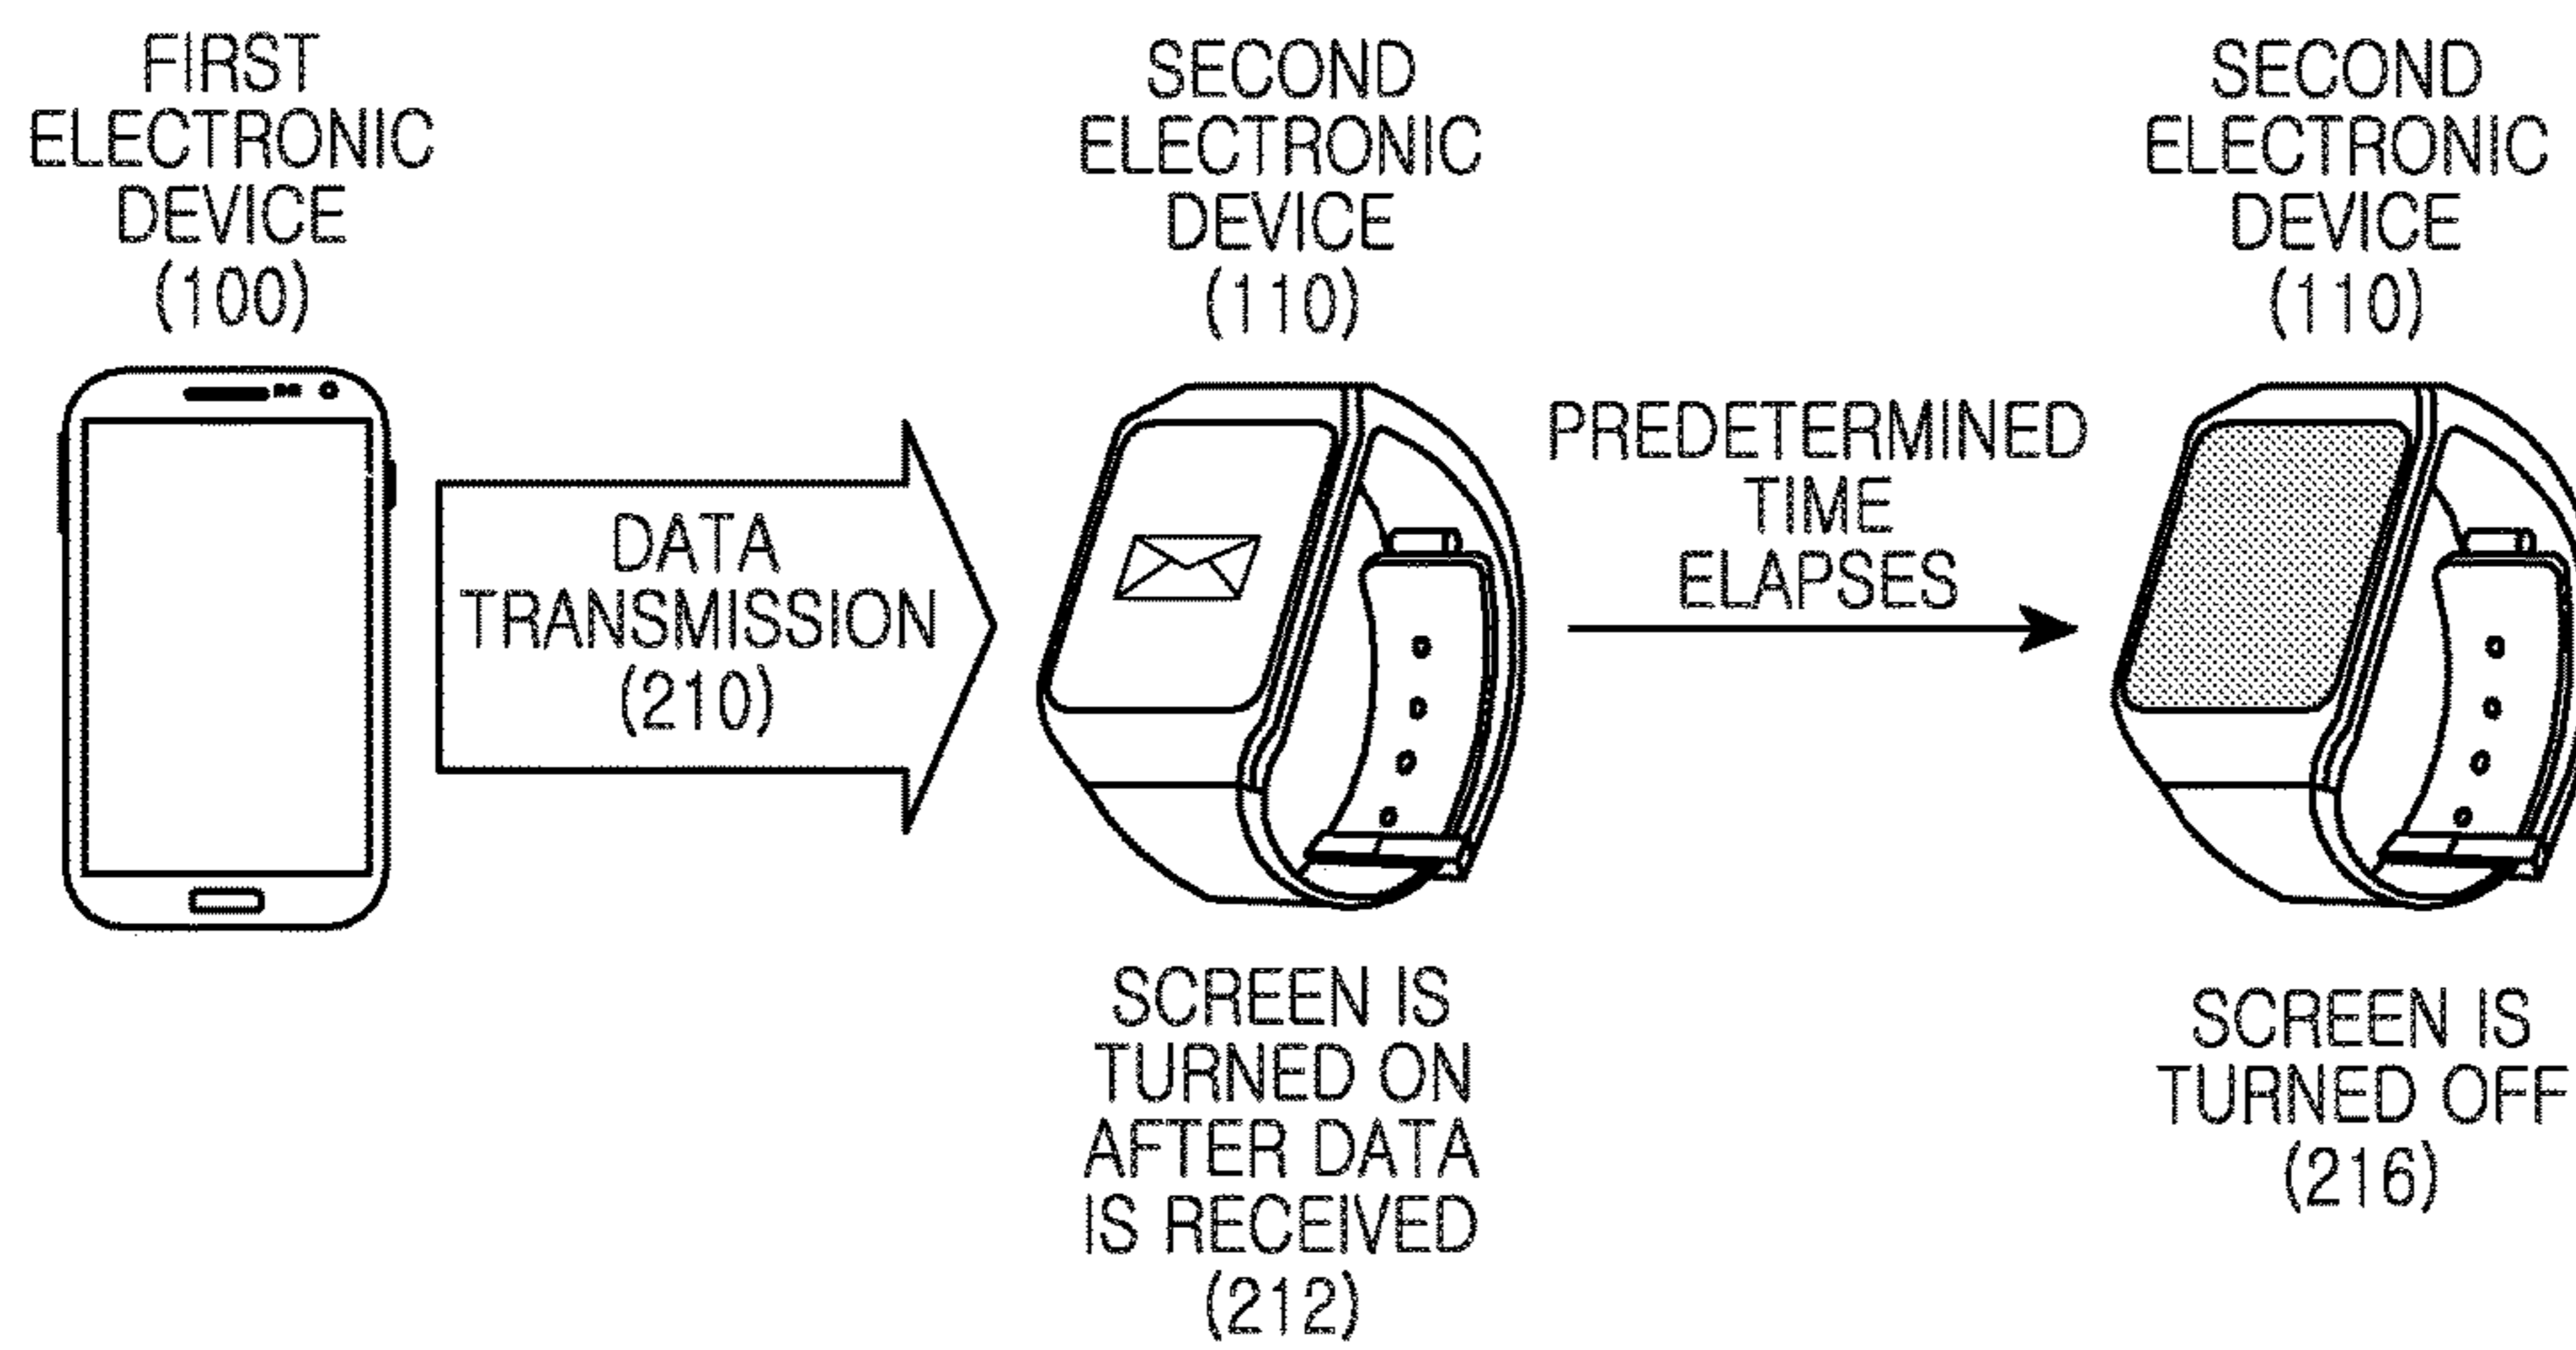 FIRST
ELECTRONIC
DEVICE
(100)
DATA
TRANSMISSION
(210)
SECOND
ELECTRONIC
DEVICE
(110)
SCREEN IS
TURNED ON
AFTER DATA
IS RECEIVED
(212)
PREDETERMINED
TIME
ELAPSES
SECOND
ELECTRONIC
DEVICE
(110)
SCREEN IS
TURNED OFF
(216)